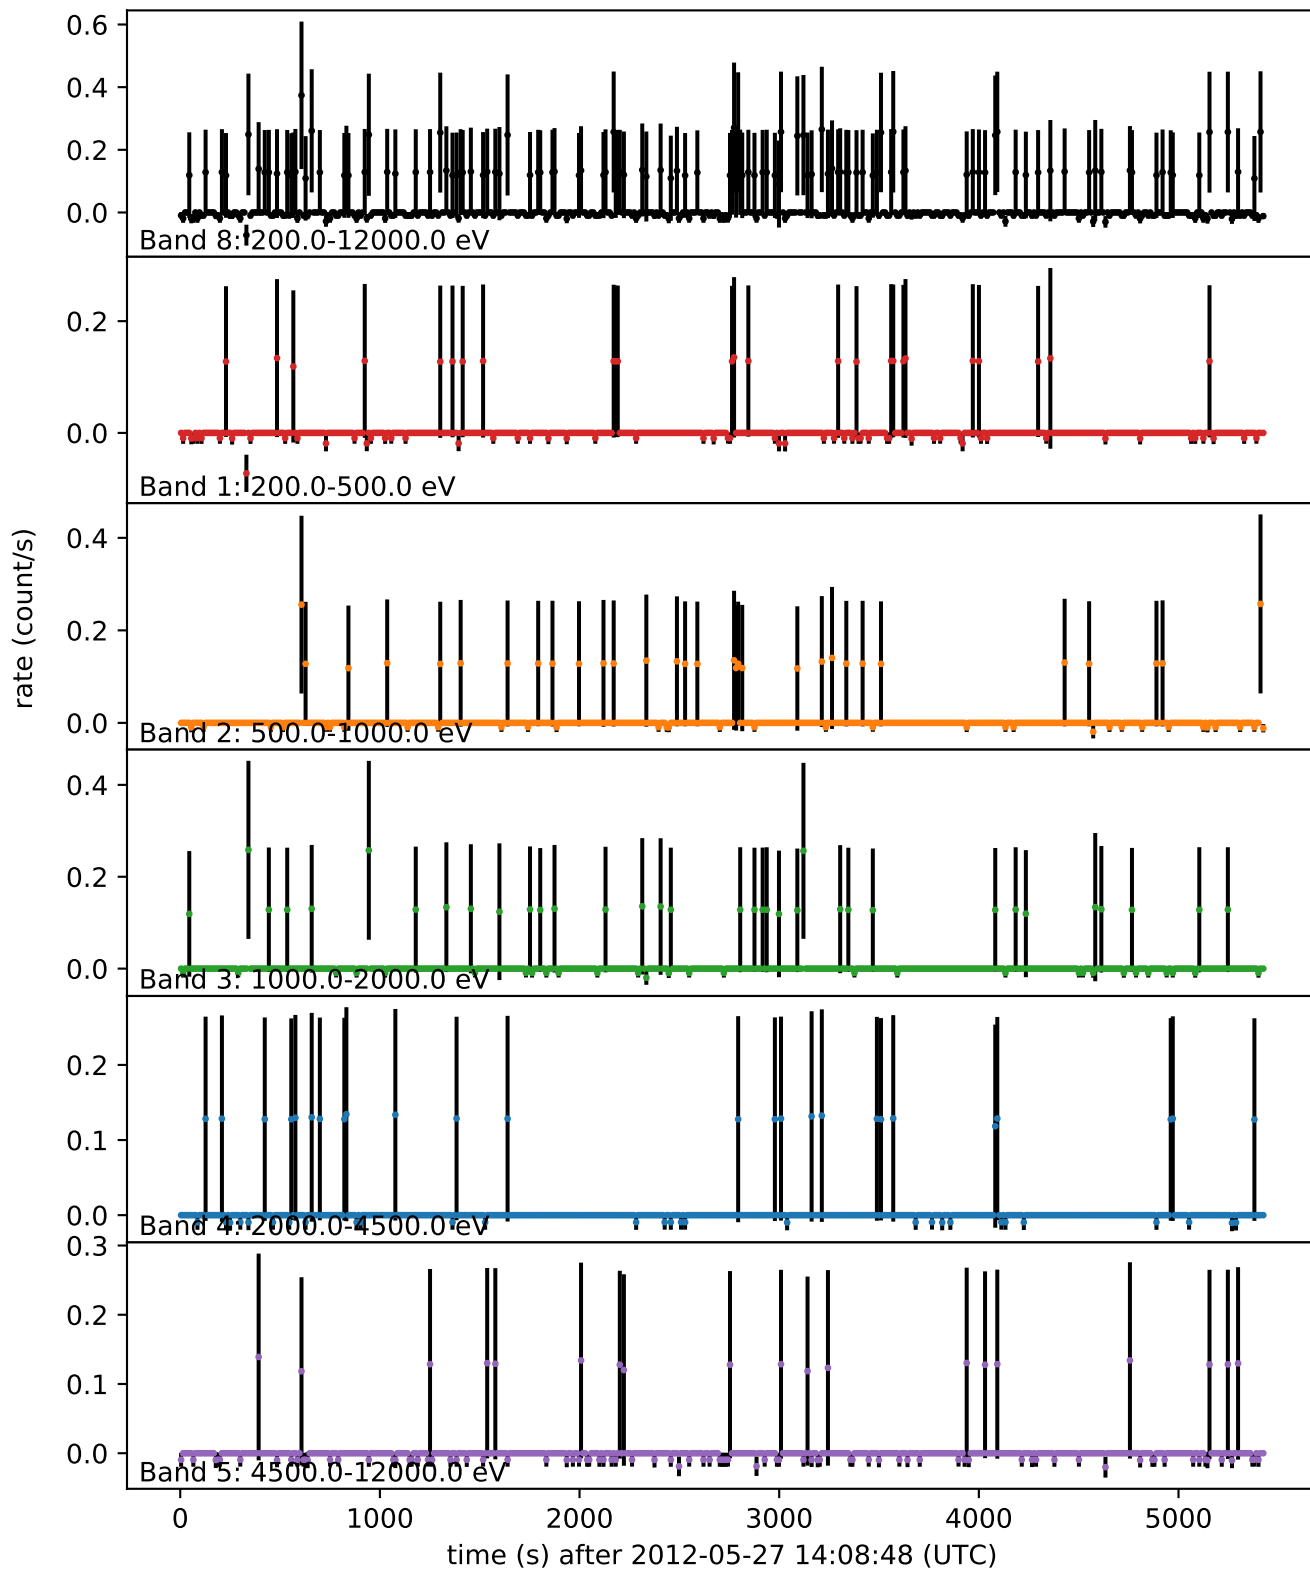 0.6
0.4
0.2
0.0
Band 8: 200.0-12000.0 eV
0.2
0.0
Band 1: 200.0-500.0 eV
rate (count/s)
0.4
0.2
0.0
Band 2: 500.0-1000.0 eV
0.4
0.2
0.0
Band 3: 1000.0-2000.0 eV
0.2
0.1
0.0
Band 4: 2000.0-4500.0 eV
0.3
0.2
0.1
0.0
Band 5: 4500.0-12000.0 eV
0 1000 2000 3000 4000 5000
time (s) after 2012-05-27 14:08:48 (UTC)